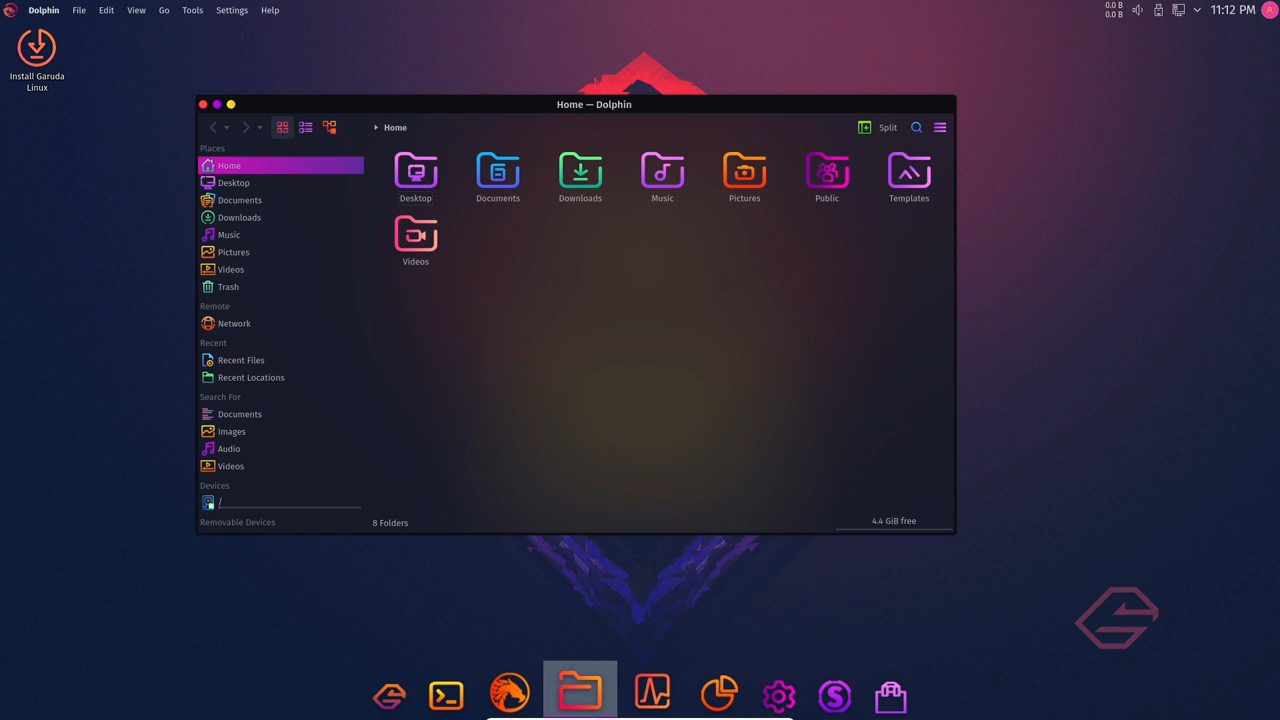 Dolphin File Edit View Go Tools Settings Help
0.0 B
0.0 B
11:12 PM
Install Garuda
Linux
Home — Dolphin
Home
Split
Places
Home
Desktop
Documents
Downloads
Music
Pictures
Videos
Trash
Remote
Network
Recent
Recent Files
Recent Locations
Search For
Documents
Images
Audio
Videos
Devices
/
Removable Devices
Desktop Documents Downloads Music Pictures Public Templates
Videos
8 Folders
4.4 GiB free